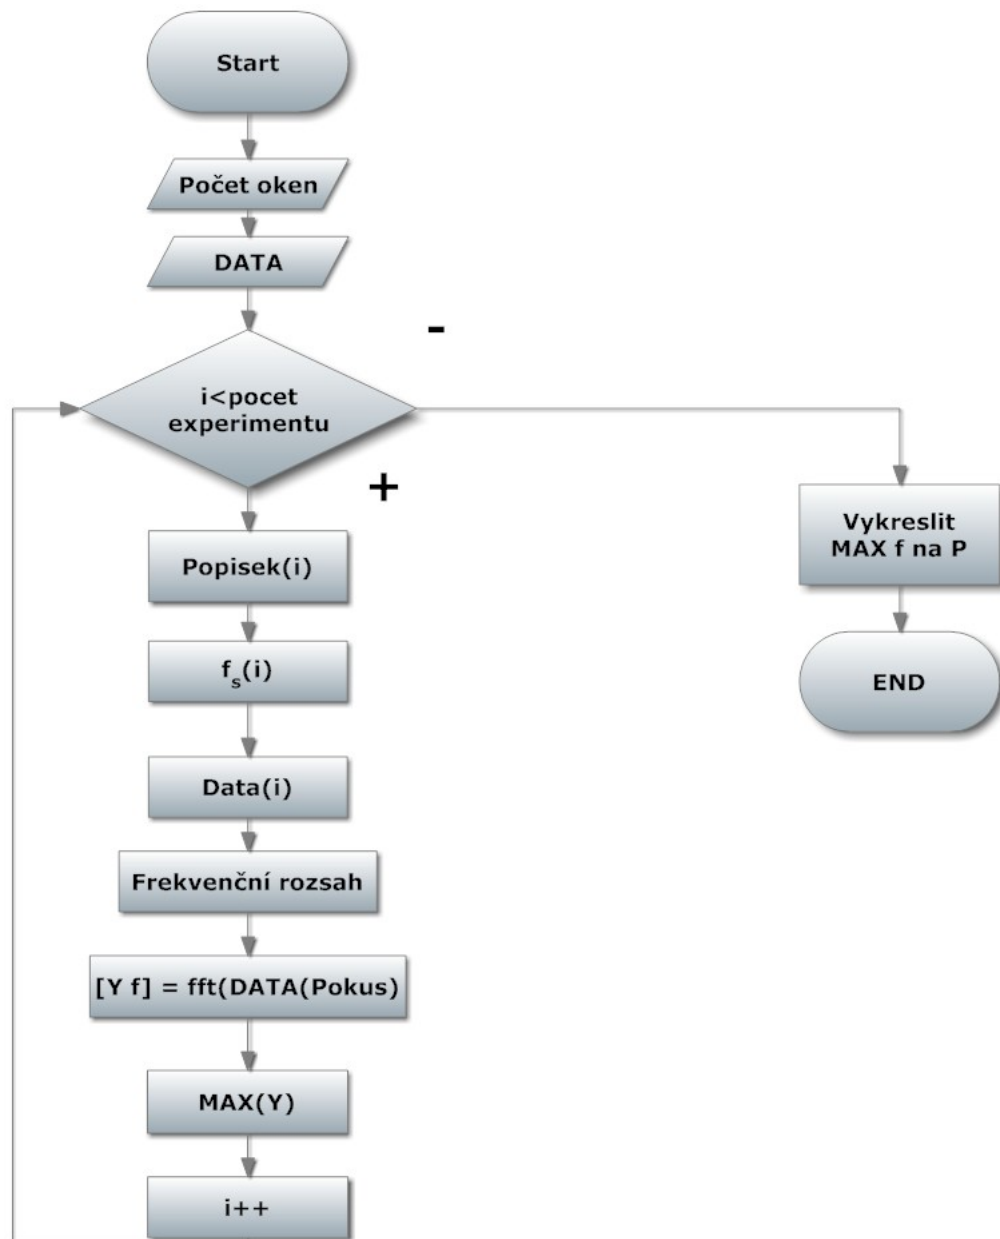 Start
Počet oken
DATA
-
i<pocet
experimentu
+
Popisek(i)
fₛ(i)
Data(i)
Frekvenční rozsah
[Y f] = fft(DATA(Pokus)
MAX(Y)
i++
Vykreslit
MAX f na P
END